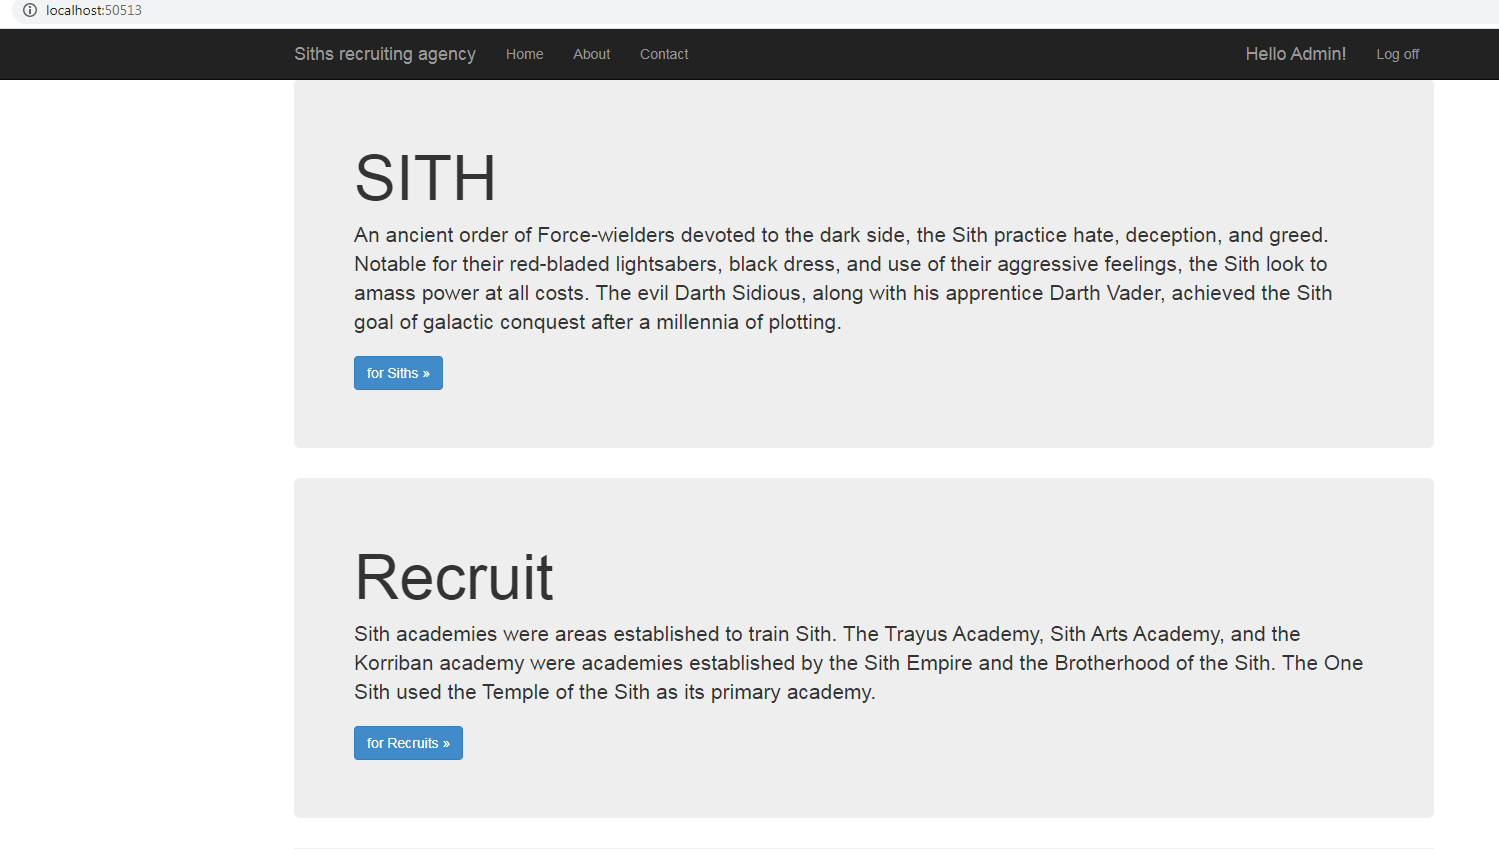 localhost:50513
Siths recruiting agency Home About Contact Hello Admin! Log off
SITH
An ancient order of Force-wielders devoted to the dark side, the Sith practice hate, deception, and greed.
Notable for their red-bladed lightsabers, black dress, and use of their aggressive feelings, the Sith look to
amass power at all costs. The evil Darth Sidious, along with his apprentice Darth Vader, achieved the Sith
goal of galactic conquest after a millennia of plotting.
for Siths »
Recruit
Sith academies were areas established to train Sith. The Trayus Academy, Sith Arts Academy, and the
Korriban academy were academies established by the Sith Empire and the Brotherhood of the Sith. The One
Sith used the Temple of the Sith as its primary academy.
for Recruits »